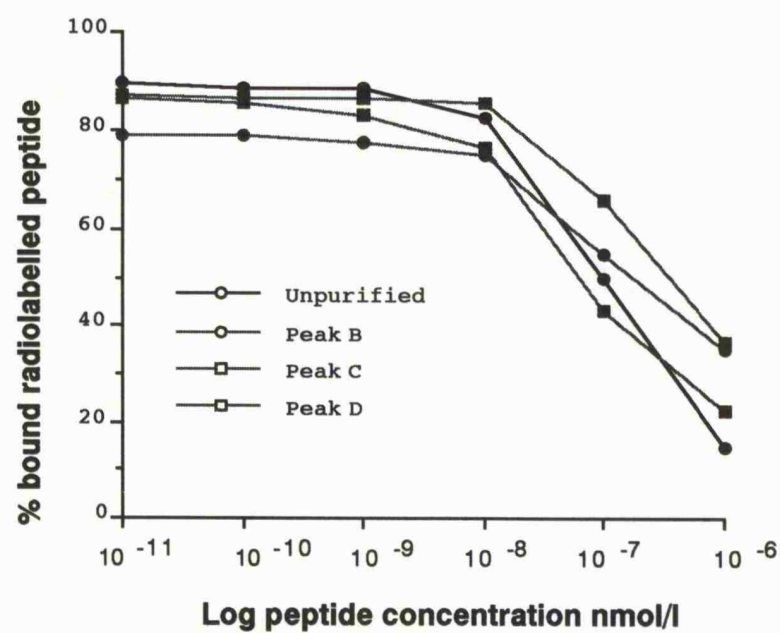 % bound radiolabelled peptide
100
80
60
40
20
0
Unpurified
Peak B
Peak C
Peak D
10 -11 10 -10 10 -9 10 -8 10 -7 10 -6
Log peptide concentration nmol/l